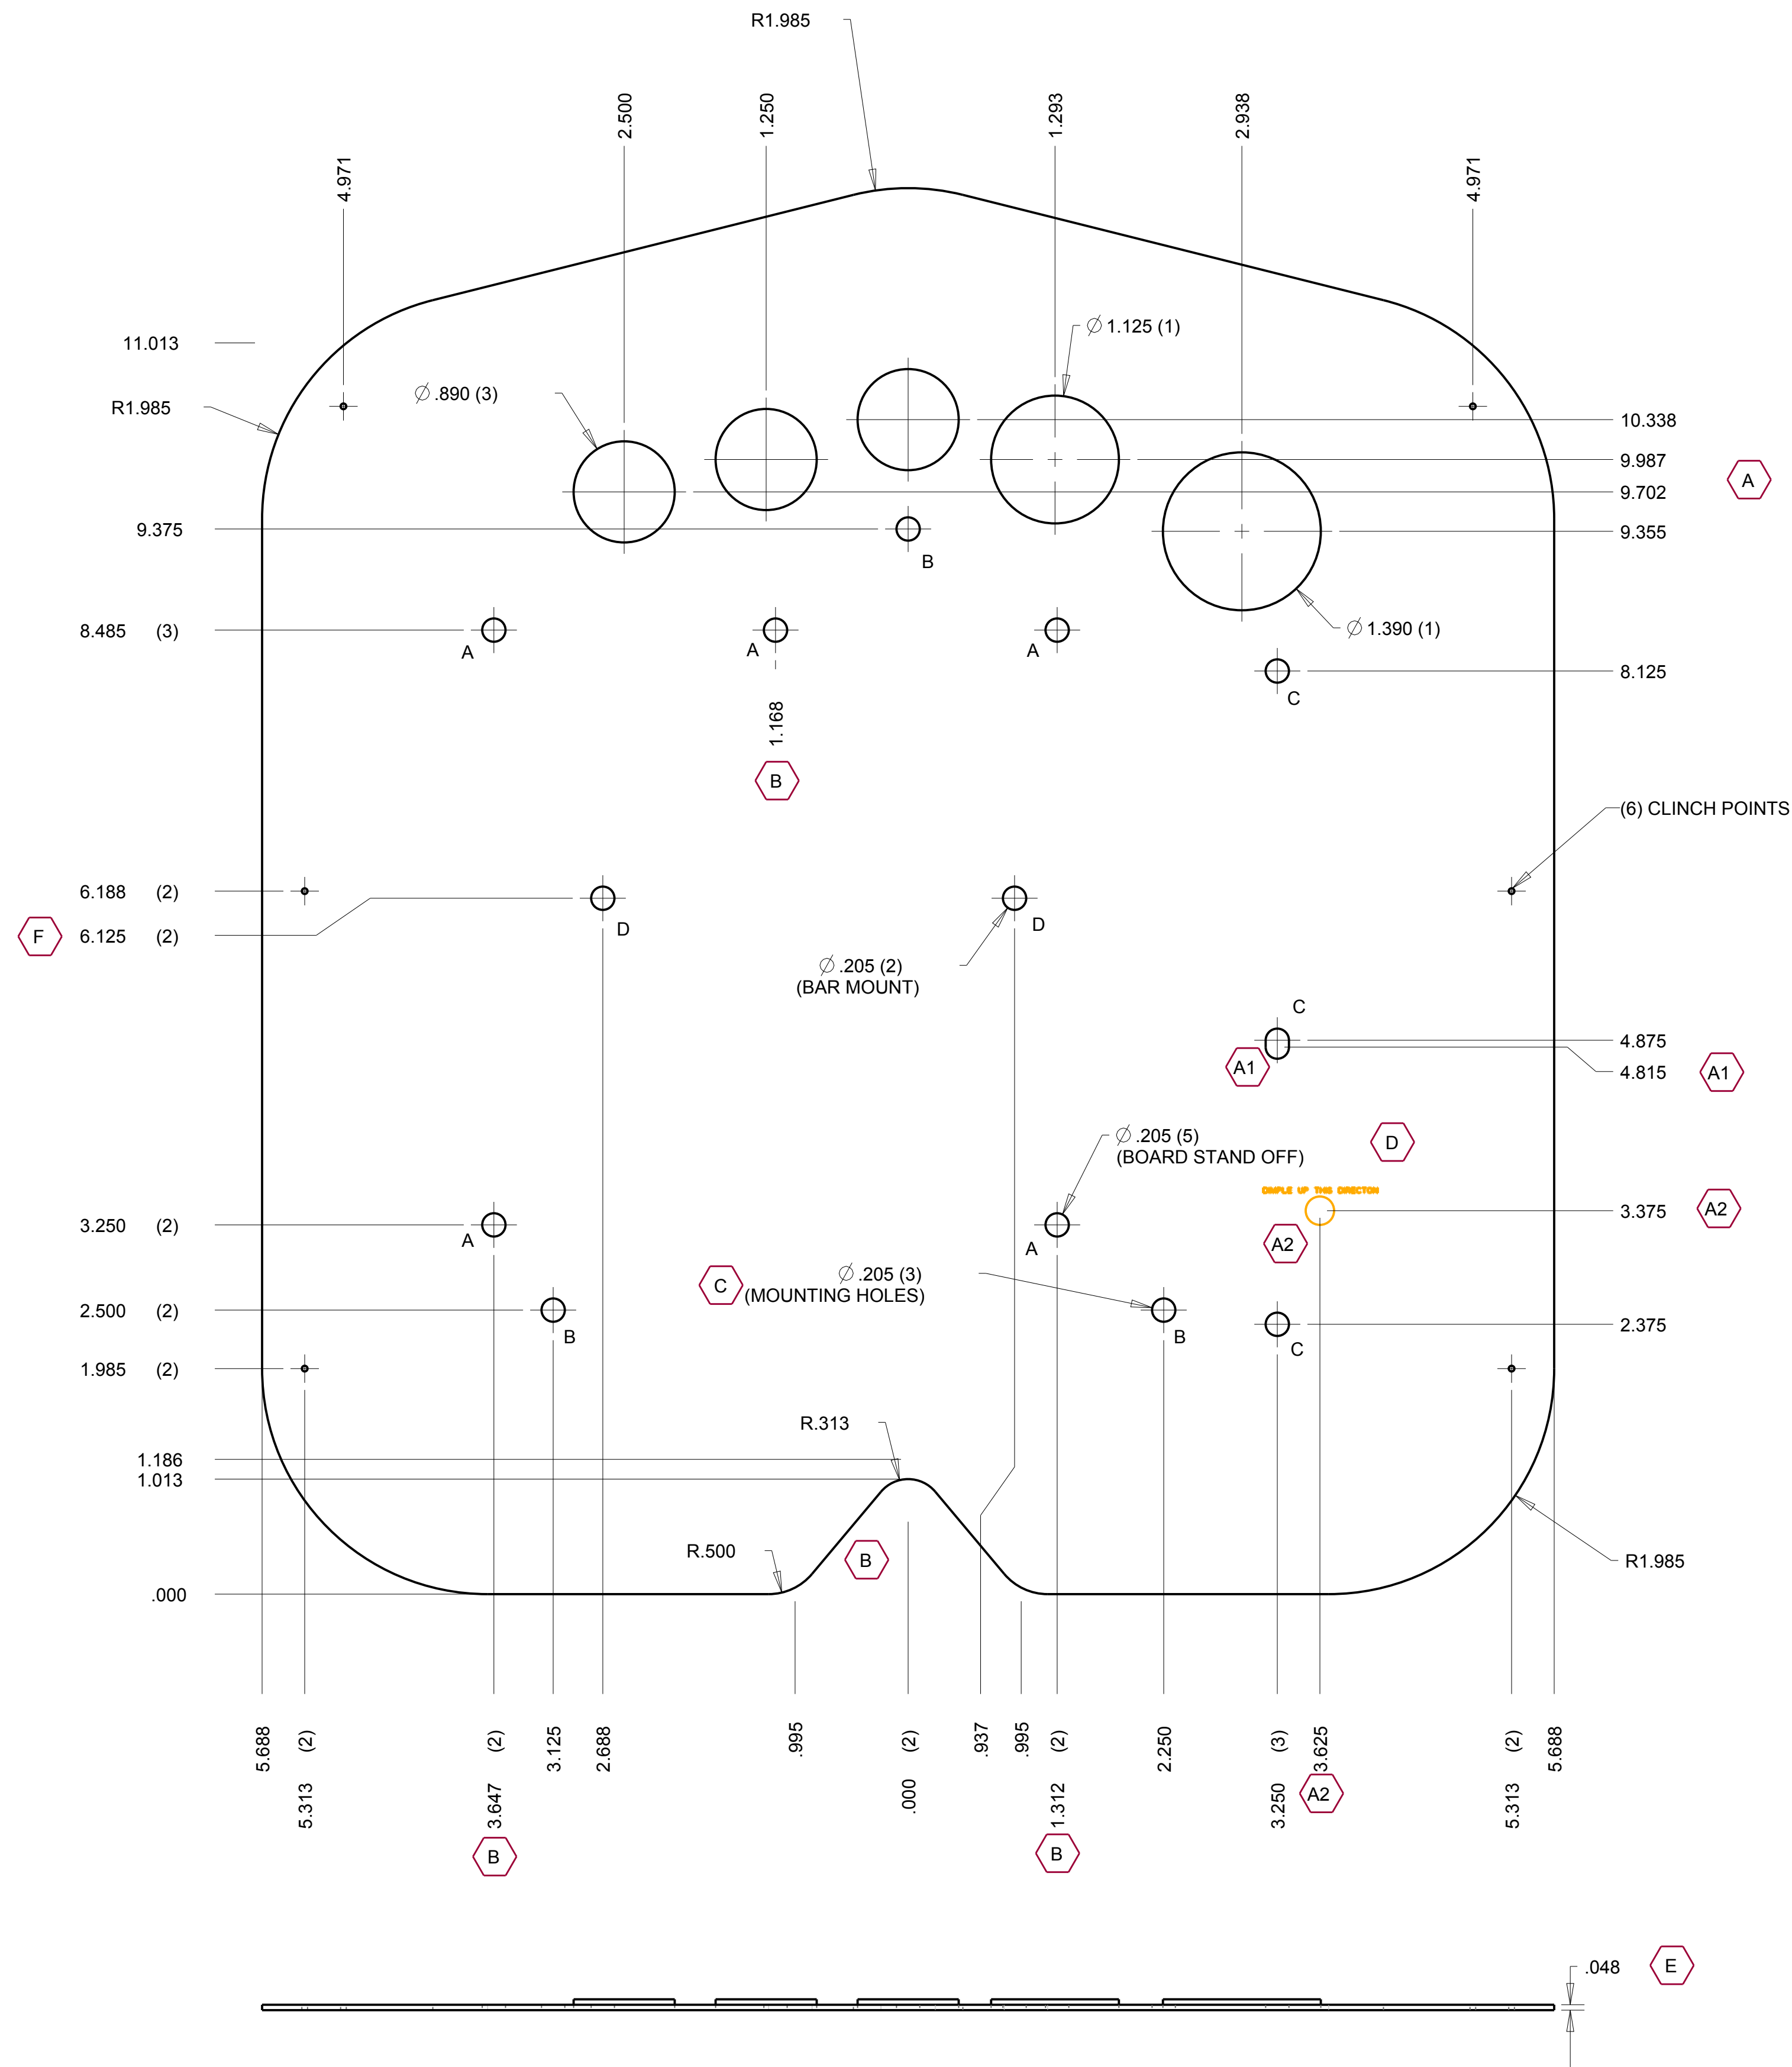 R1.985
2.500
1.250
1.293
2.938
4.971
4.971
11.013
R1.985
∅ .890 (3)
∅ 1.125 (1)
10.338
9.987
A
9.702
9.375
B
9.355
8.485 (3)
A
A
A
∅ 1.390 (1)
8.125
C
1.168
B
(6) CLINCH POINTS
6.188 (2)
F
6.125 (2)
D
D
∅ .205 (2)
(BAR MOUNT)
C
4.875
A1
4.815
A1
∅ .205 (5)
(BOARD STAND OFF)
D
DIMPLE UP THIS DIRECTON
3.375
A2
3.250 (2)
A
A
A2
C
∅ .205 (3)
(MOUNTING HOLES)
2.500 (2)
B
B
2.375
C
1.985 (2)
R.313
1.186
1.013
R.500
B
R1.985
.000
5.688
5.313 (2)
3.647 (2)
B
3.125
2.688
.995
.000 (2)
.937
.995
1.312 (2)
B
2.250
3.250 (3)
3.625
A2
5.313 (2)
5.688
.048
E